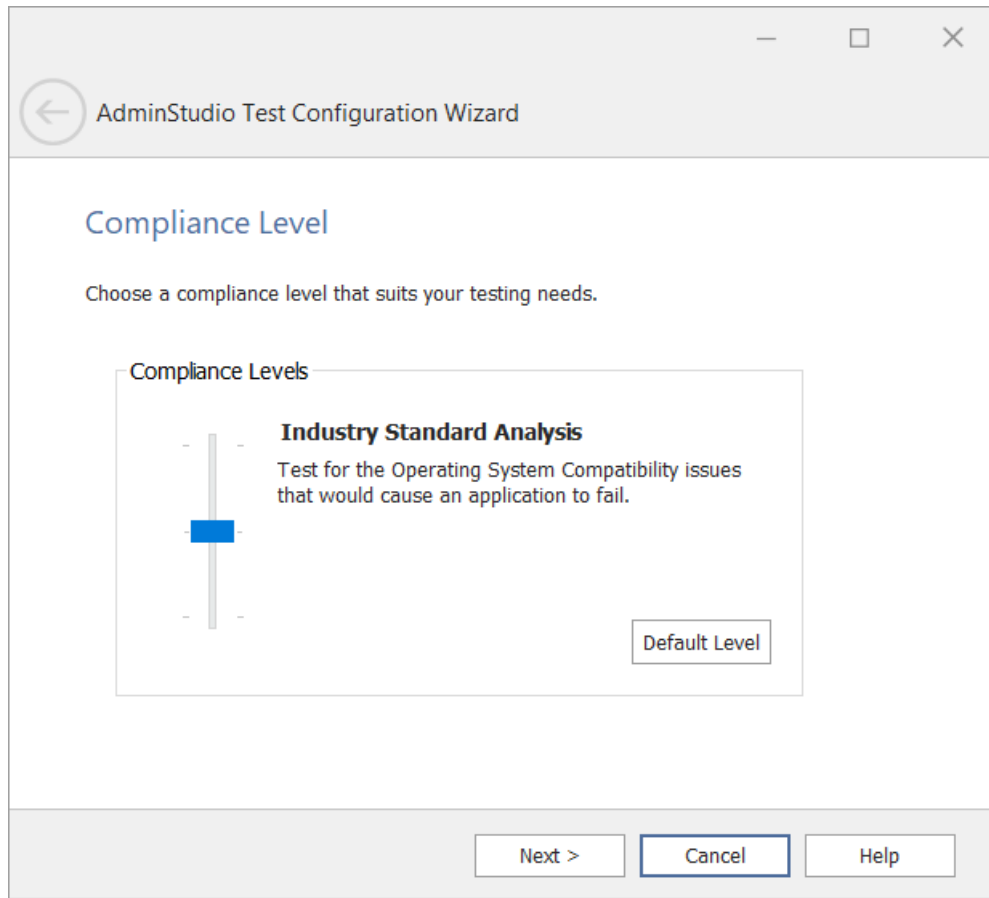 AdminStudio Test Configuration Wizard
Compliance Level
Choose a compliance level that suits your testing needs.
Compliance Levels
Industry Standard Analysis
Test for the Operating System Compatibility issues
that would cause an application to fail.
Default Level
Next >
Cancel
Help